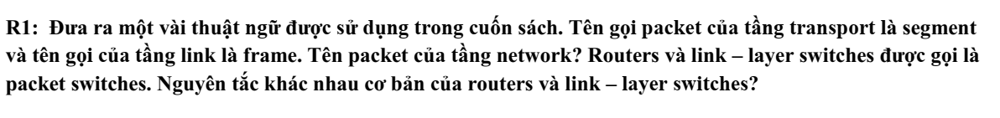 R1: Đưa ra một vài thuật ngữ được sử dụng trong cuốn sách. Tên gọi packet của tầng transport là segment
và tên gọi của tầng link là frame. Tên packet của tầng network? Routers và link – layer switches được gọi là
packet switches. Nguyên tắc khác nhau cơ bản của routers và link – layer switches?